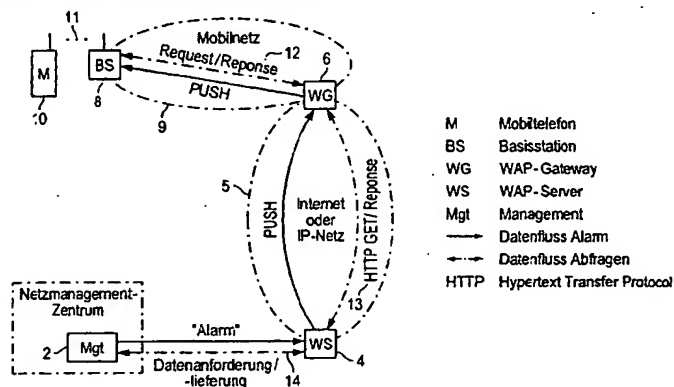 11
Mobilnetz
Request/Reponse
12
6
M
BS
WG
10
8
PUSH
9
5
PUSH
Internet
oder
IP-Netz
HTTP GET/ Reponse
13
M Mobiltelefon
BS Basisstation
WG WAP-Gateway
WS WAP-Server
Mgt Management
Datenfluss Alarm
Datenfluss Abfragen
HTTP Hypertext Transfer Protocol
Netzmanagement-
Zentrum
2
Mgt
"Alarm"
WS
4
Datenanforderung/
-lieferung
14